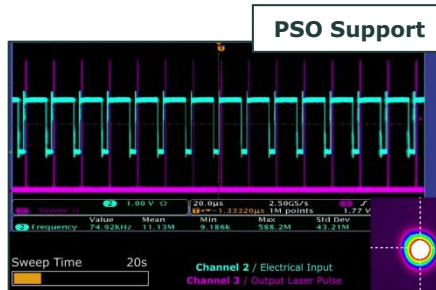 PSO Support
2 1.00 V Ω
20.0µs 2.50GS/s
1M points 1.77 V
Value Mean Min Max Std Dev
2 Frequency 74.92kHz 11.13M 9.186k 588.2M 43.21M
Sweep Time 20s
Channel 2 / Electrical Input
Channel 3 / Output Laser Pulse